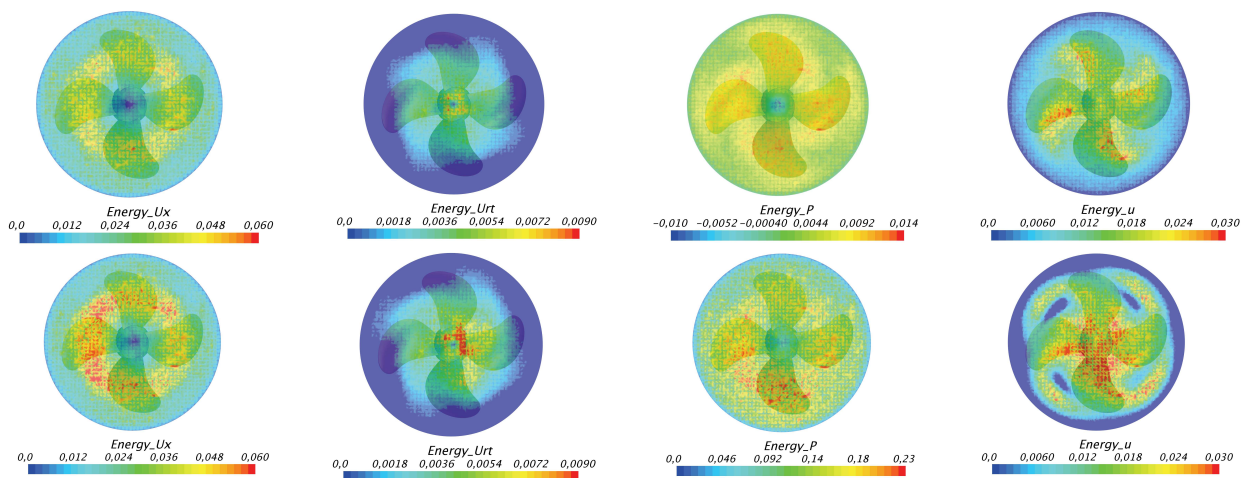 Energy_Ux
0,0 0,012 0,024 0,036 0,048 0,060
Energy_Urt
0,0 0,0018 0,0036 0,0054 0,0072 0,0090
Energy_P
−0,010 −0,0052 −0,00040 0,0044 0,0092 0,014
Energy_u
0,0 0,0060 0,012 0,018 0,024 0,030
Energy_Ux
0,0 0,012 0,024 0,036 0,048 0,060
Energy_Urt
0,0 0,0018 0,0036 0,0054 0,0072 0,0090
Energy_P
0,0 0,046 0,092 0,14 0,18 0,23
Energy_u
0,0 0,0060 0,012 0,018 0,024 0,030